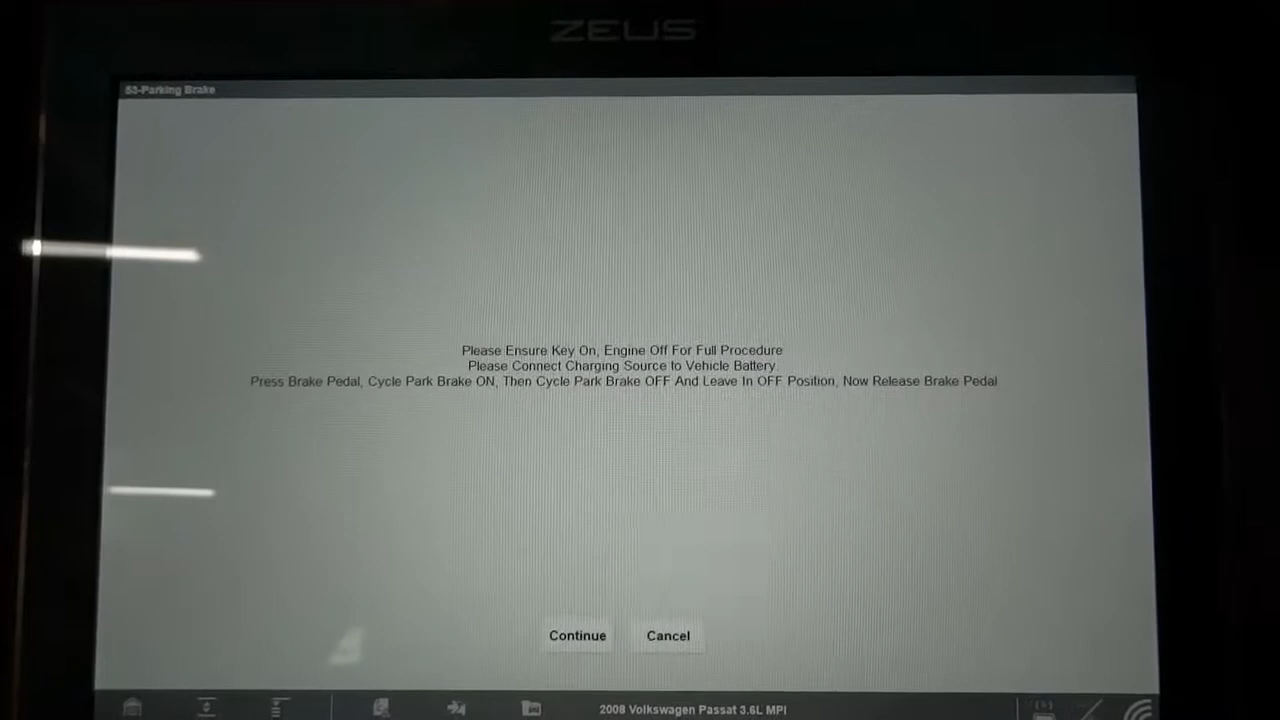 ZEUS
53-Parking Brake
Please Ensure Key On, Engine Off For Full Procedure
Please Connect Charging Source to Vehicle Battery
Press Brake Pedal, Cycle Park Brake ON, Then Cycle Park Brake OFF And Leave In OFF Position, Now Release Brake Pedal
Continue Cancel
2008 Volkswagen Passat 3.6L MPI